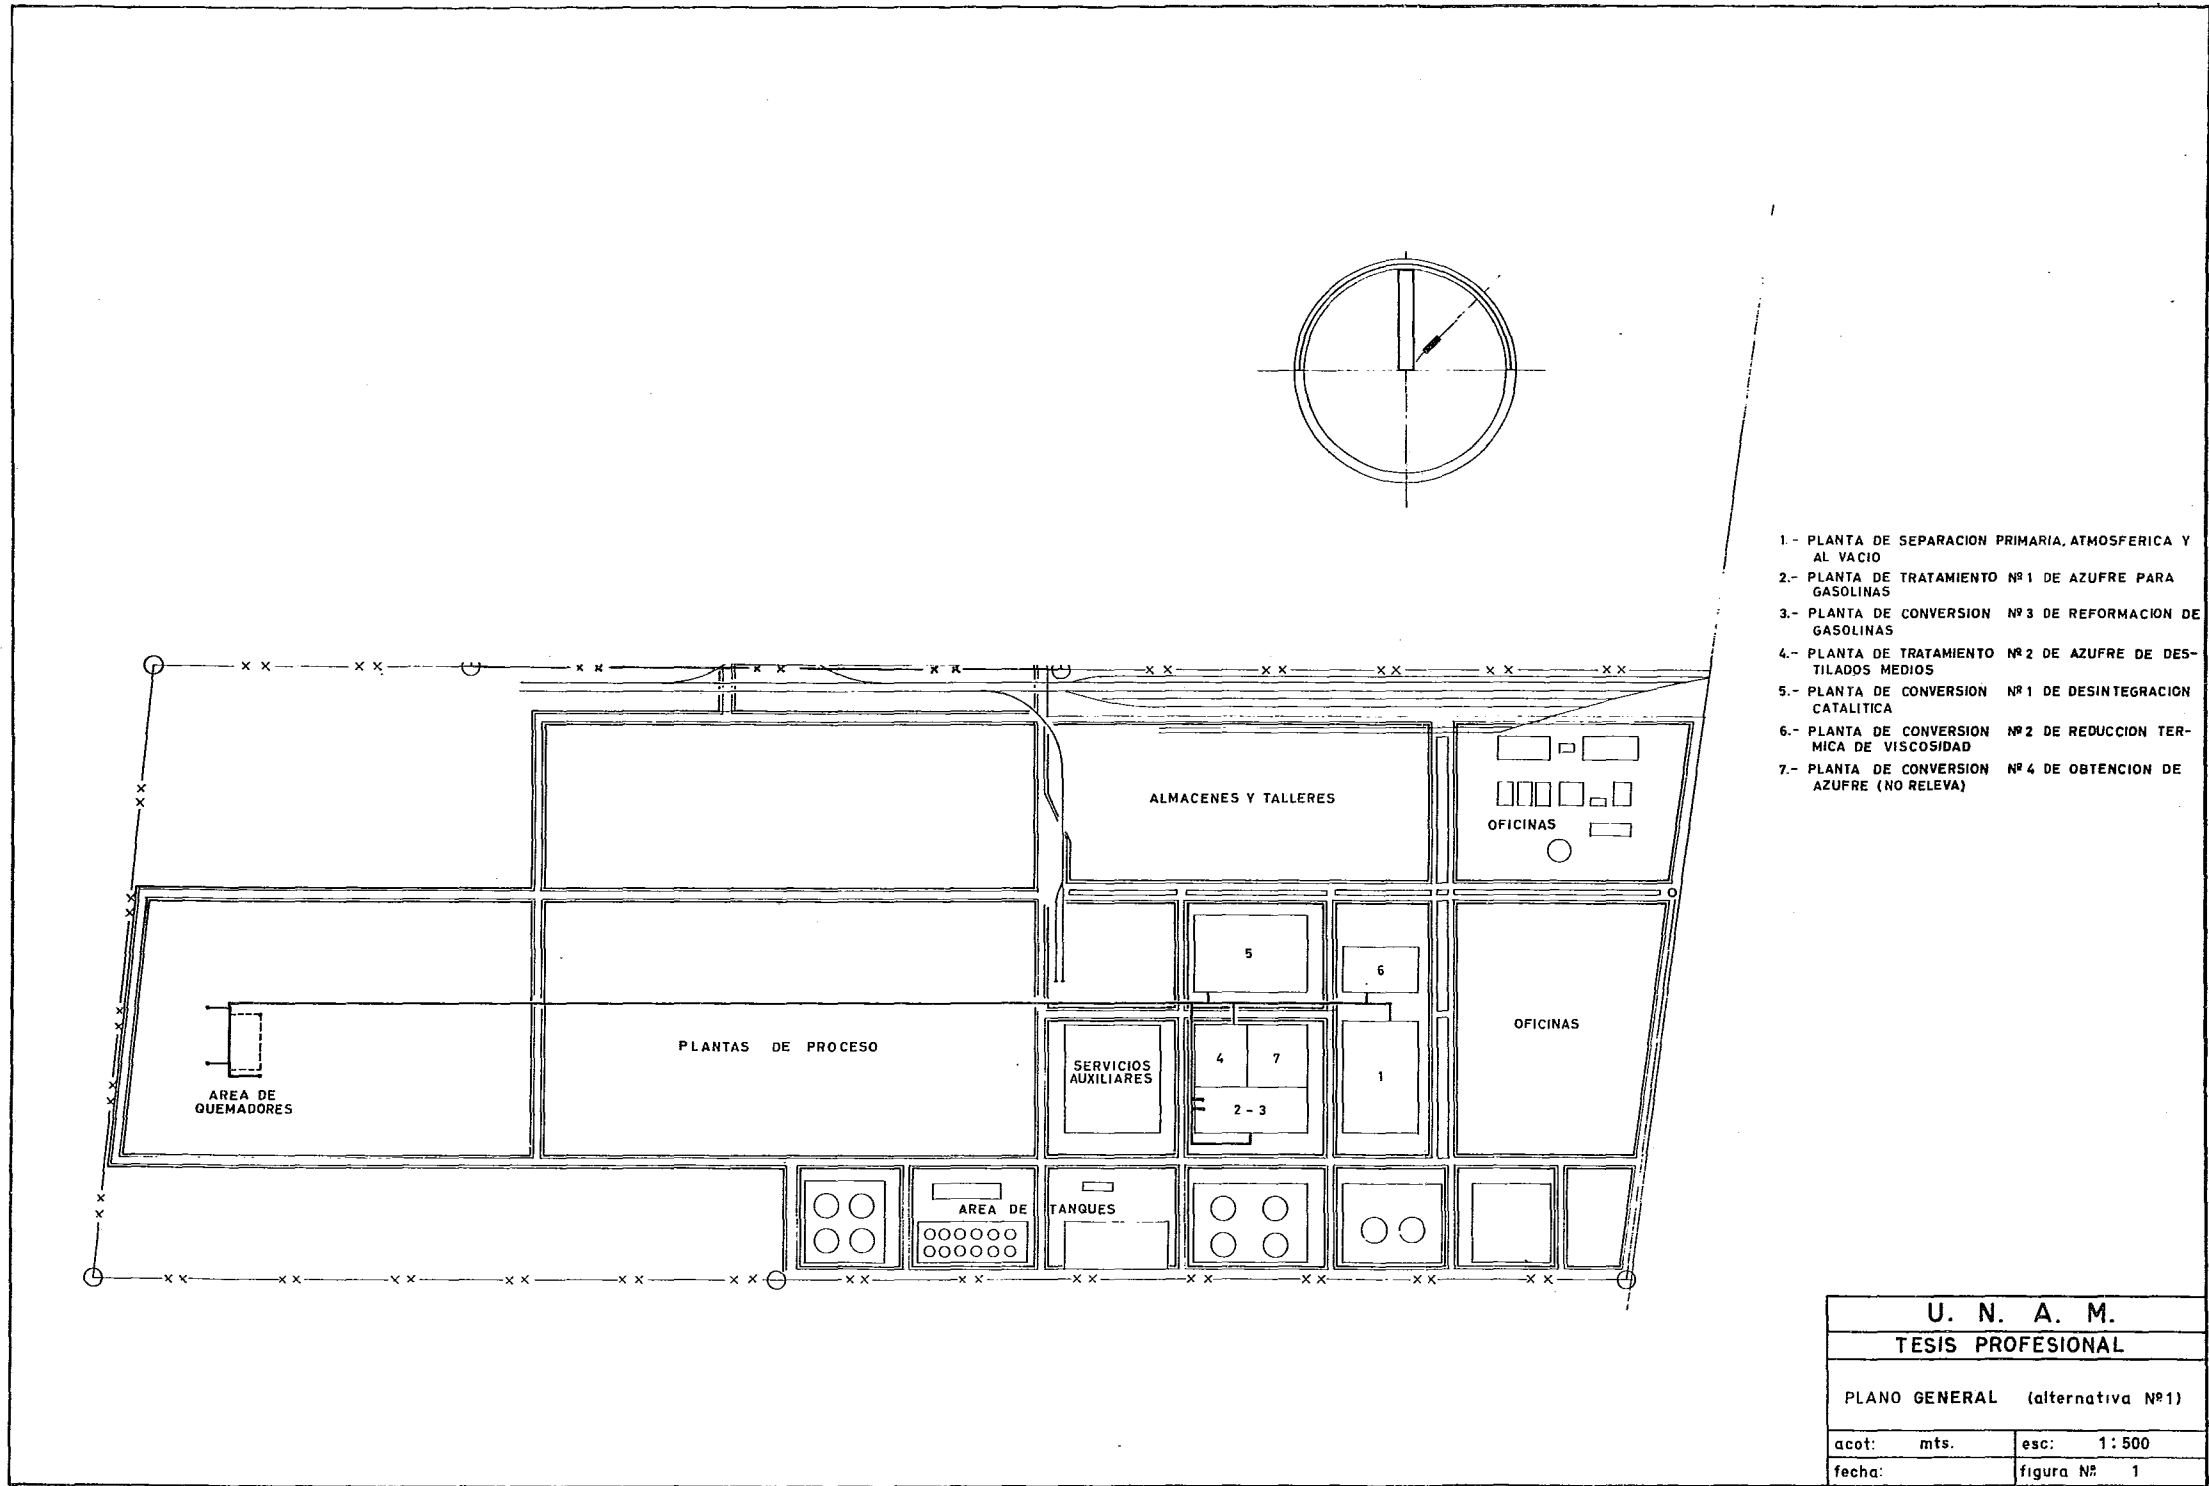 1.- PLANTA DE SEPARACION PRIMARIA, ATMOSFERICA Y
AL VACIO
2.- PLANTA DE TRATAMIENTO Nº 1 DE AZUFRE PARA
GASOLINAS
3.- PLANTA DE CONVERSION Nº 3 DE REFORMACION DE
GASOLINAS
4.- PLANTA DE TRATAMIENTO Nº 2 DE AZUFRE DE DES-
TILADOS MEDIOS
5.- PLANTA DE CONVERSION Nº 1 DE DESINTEGRACION
CATALITICA
6.- PLANTA DE CONVERSION Nº 2 DE REDUCCION TER-
MICA DE VISCOSIDAD
7.- PLANTA DE CONVERSION Nº 4 DE OBTENCION DE
AZUFRE (NO RELEVA)
ALMACENES Y TALLERES
OFICINAS
5
6
OFICINAS
PLANTAS DE PROCESO
SERVICIOS
AUXILIARES
4
7
1
2 - 3
AREA DE
QUEMADORES
AREA DE TANQUES
U. N. A. M.
TESIS PROFESIONAL
PLANO GENERAL (alternativa Nº 1)
acot: mts.
esc: 1:500
fecha:
figura Nº 1